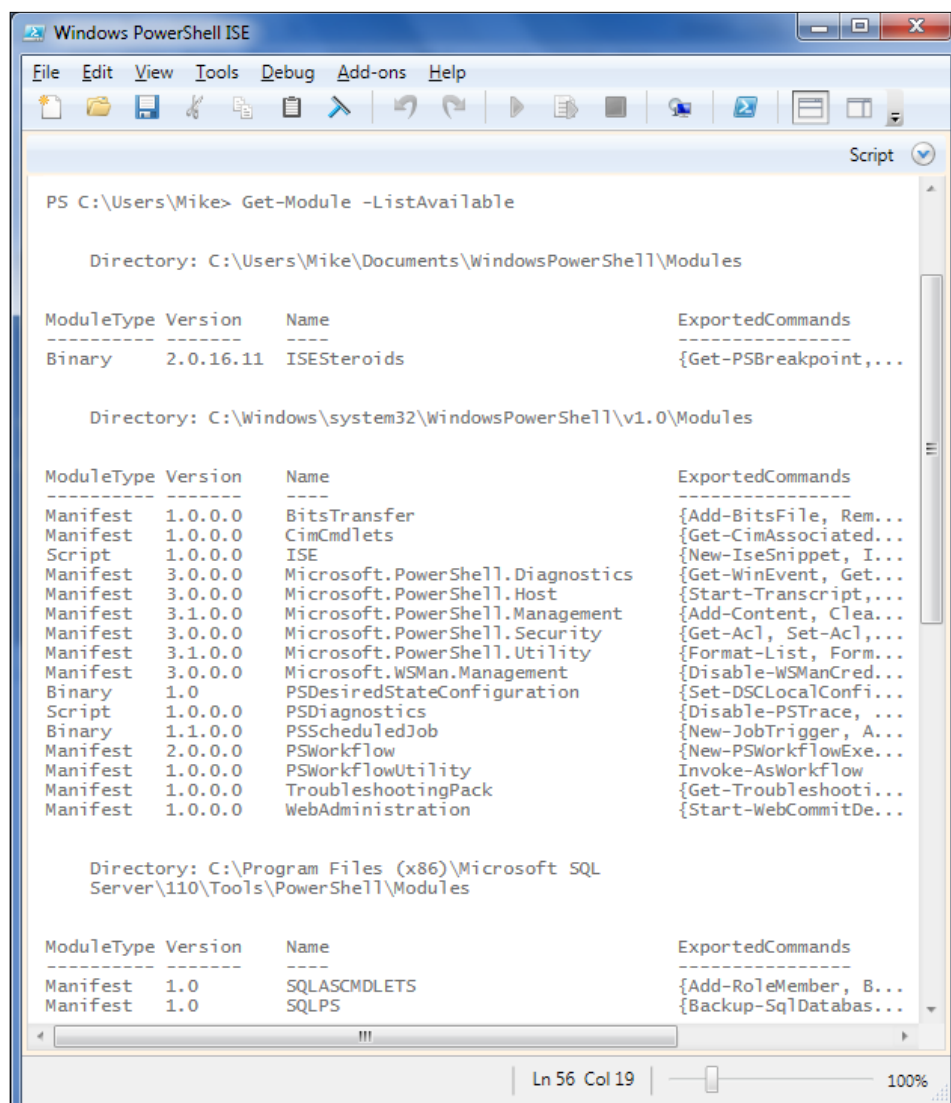 Windows PowerShell ISE
File Edit View Tools Debug Add-ons Help
Script
PS C:\Users\Mike> Get-Module -ListAvailable
Directory: C:\Users\Mike\Documents\WindowsPowerShell\Modules
ModuleType Version Name ExportedCommands
---------- ------- ---- ----------------
Binary 2.0.16.11 ISESteroids {Get-PSBreakpoint,...
Directory: C:\Windows\system32\WindowsPowerShell\v1.0\Modules
ModuleType Version Name ExportedCommands
---------- ------- ---- ----------------
Manifest 1.0.0.0 BitsTransfer {Add-BitsFile, Rem...
Manifest 1.0.0.0 CimCmdlets {Get-CimAssociated...
Script 1.0.0.0 ISE {New-IseSnippet, I...
Manifest 3.0.0.0 Microsoft.PowerShell.Diagnostics {Get-WinEvent, Get...
Manifest 3.0.0.0 Microsoft.PowerShell.Host {Start-Transcript,...
Manifest 3.1.0.0 Microsoft.PowerShell.Management {Add-Content, Clea...
Manifest 3.0.0.0 Microsoft.PowerShell.Security {Get-Acl, Set-Acl,...
Manifest 3.1.0.0 Microsoft.PowerShell.Utility {Format-List, Form...
Manifest 3.0.0.0 Microsoft.WSMan.Management {Disable-WSManCred...
Binary 1.0 PSDesiredStateConfiguration {Set-DSCLocalConfi...
Script 1.0.0.0 PSDiagnostics {Disable-PSTrace, ...
Binary 1.1.0.0 PSScheduledJob {New-JobTrigger, A...
Manifest 2.0.0.0 PSWorkflow {New-PSWorkflowExe...
Manifest 1.0.0.0 PSWorkflowUtility Invoke-AsWorkflow
Manifest 1.0.0.0 TroubleshootingPack {Get-Troubleshooti...
Manifest 1.0.0.0 WebAdministration {Start-WebCommitDe...
Directory: C:\Program Files (x86)\Microsoft SQL
Server\110\Tools\PowerShell\Modules
ModuleType Version Name ExportedCommands
---------- ------- ---- ----------------
Manifest 1.0 SQLASCMDLETS {Add-RoleMember, B...
Manifest 1.0 SQLPS {Backup-SqlDatabas...
Ln 56 Col 19 100%